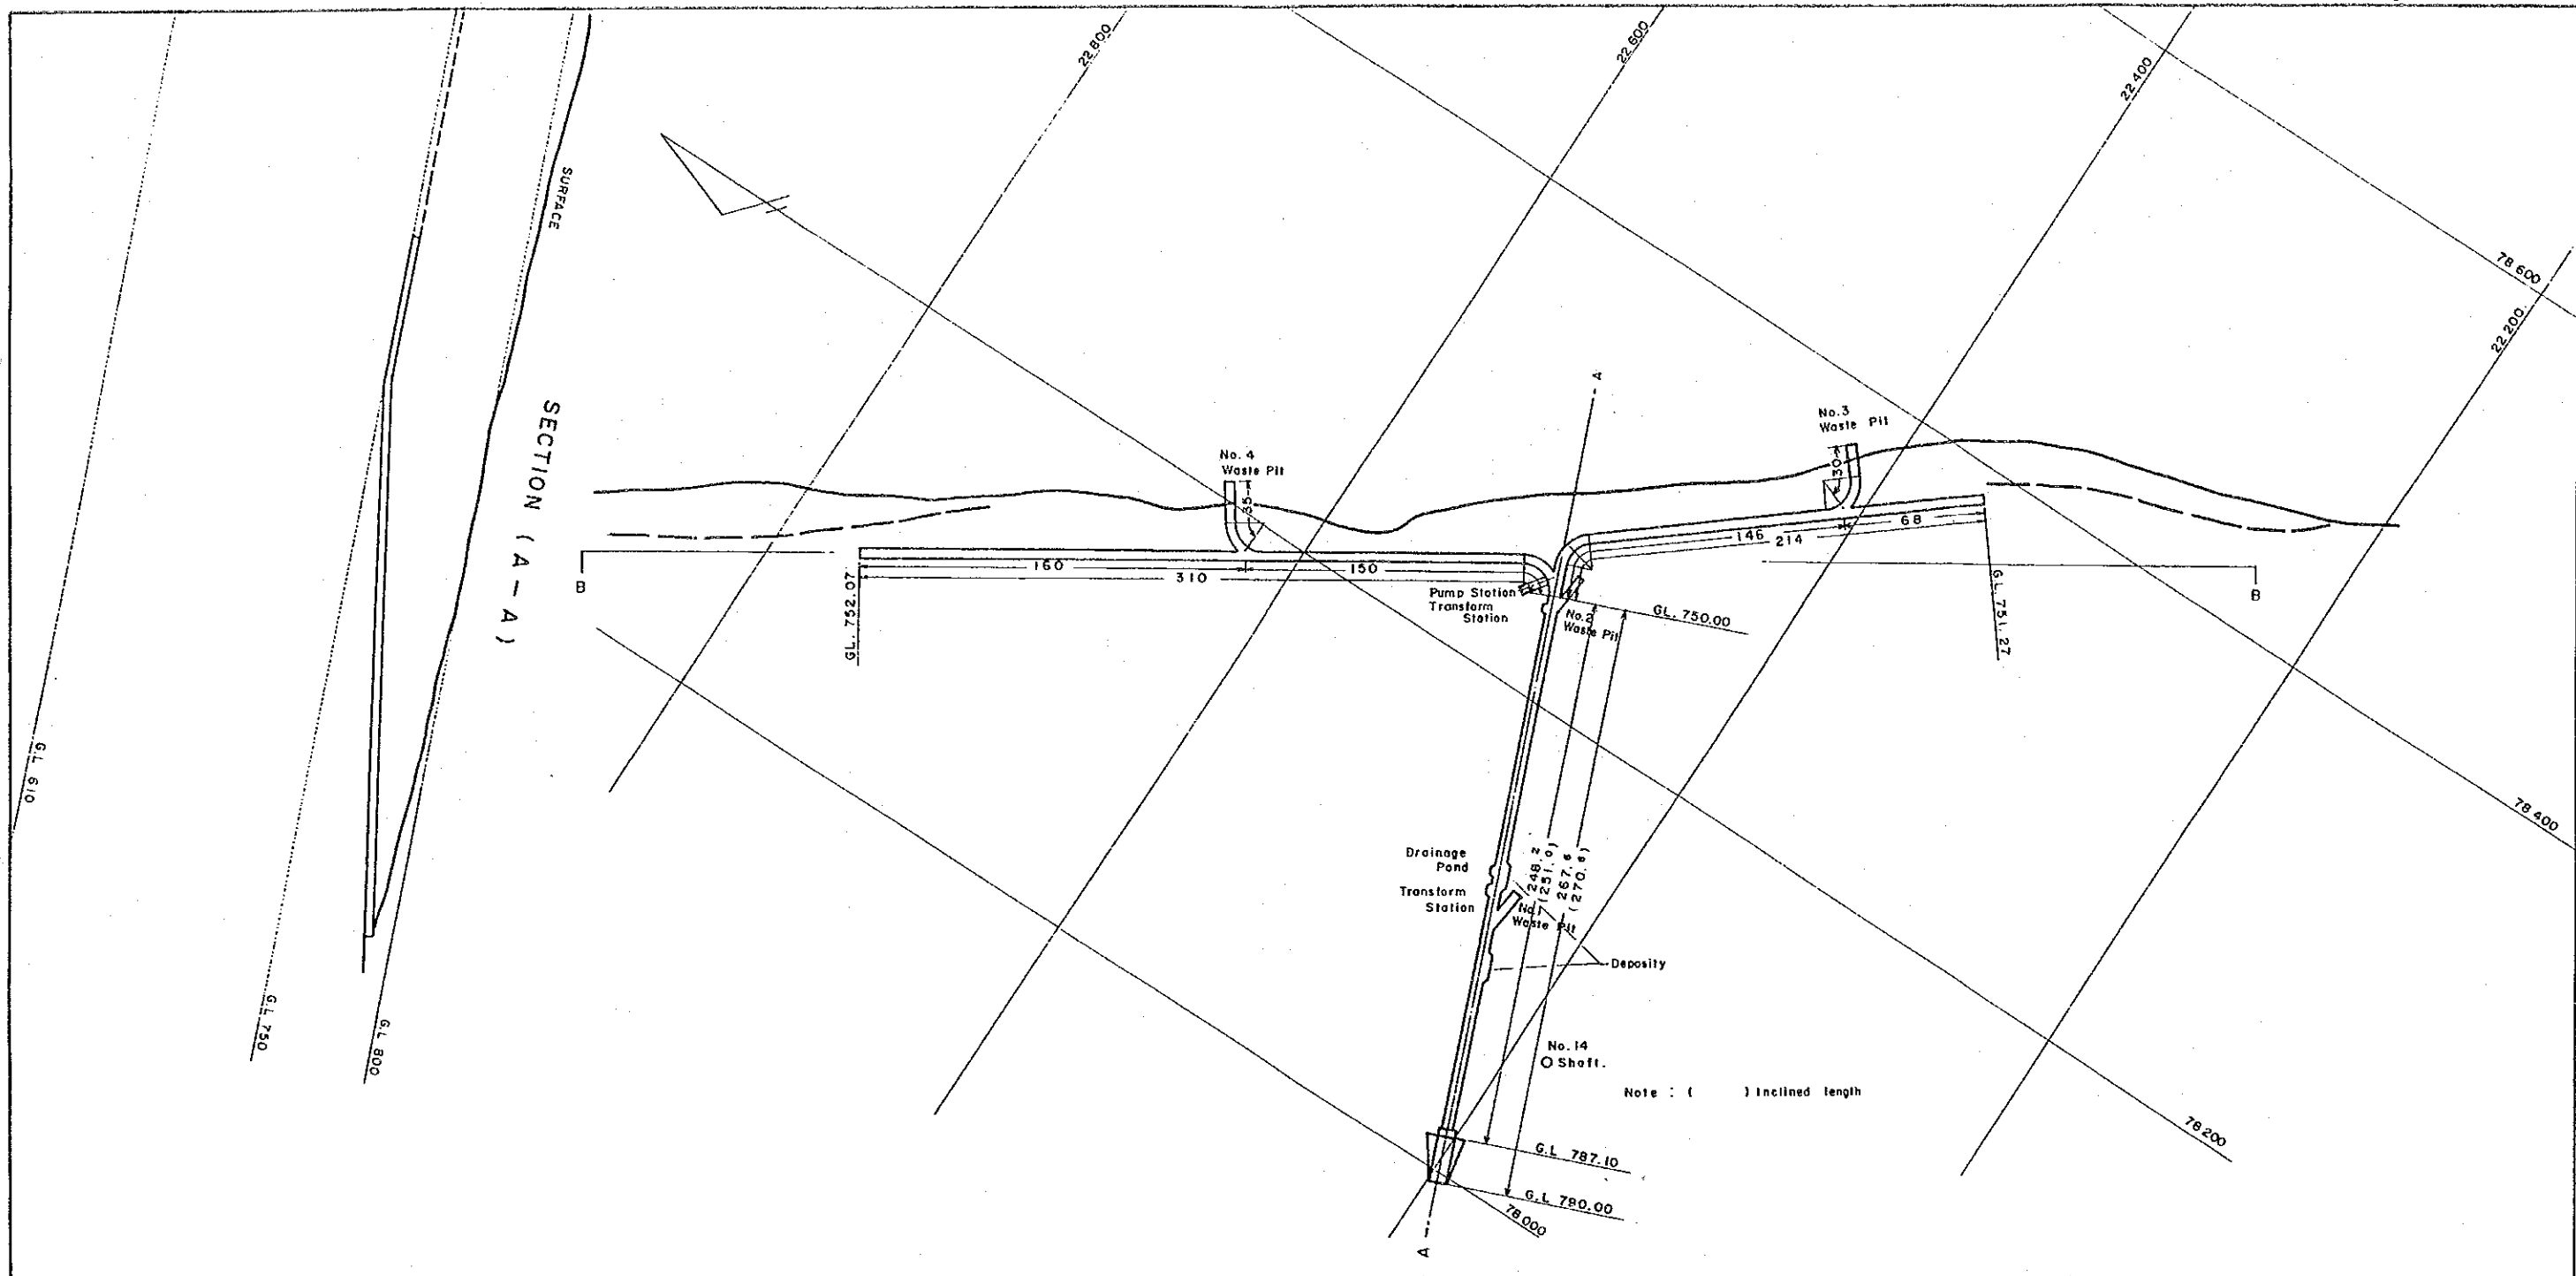 22 800
22 600
22 400
78 600
22 200
SURFACE
SECTION (A-A)
A
No. 3
Waste Pit
30
No. 4
Waste Pit
35
146
214
68
160
310
150
B
B
GL. 752.07
Pump Station
Transform
Station
No.2
Waste Pit
GL. 750.00
GL. 751.27
G.L 610
78 400
Drainage
Pond
Transform
Station
248.2
(251.0)
267.6
(270.6)
No.1
Waste Pit
Deposity
G.L 750
G.L 800
No. 14
Shaft.
Note : ( ) Inclined length
78 200
G.L 787.10
G.L 780.00
78 000
A